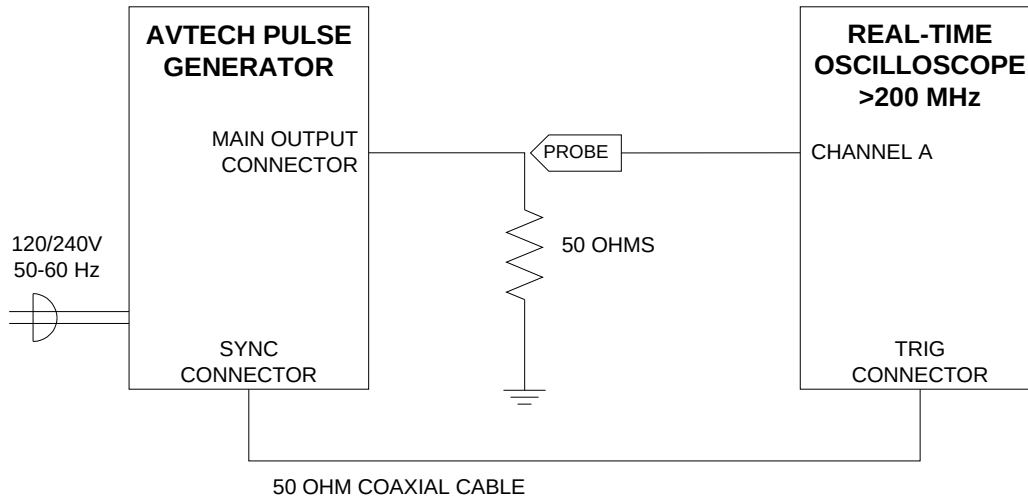 AVTECH PULSE
GENERATOR
MAIN OUTPUT
CONNECTOR
SYNC
CONNECTOR
120/240V
50-60 Hz
PROBE
50 OHMS
REAL-TIME
OSCILLOSCOPE
>200 MHz
CHANNEL A
TRIG
CONNECTOR
50 OHM COAXIAL CABLE